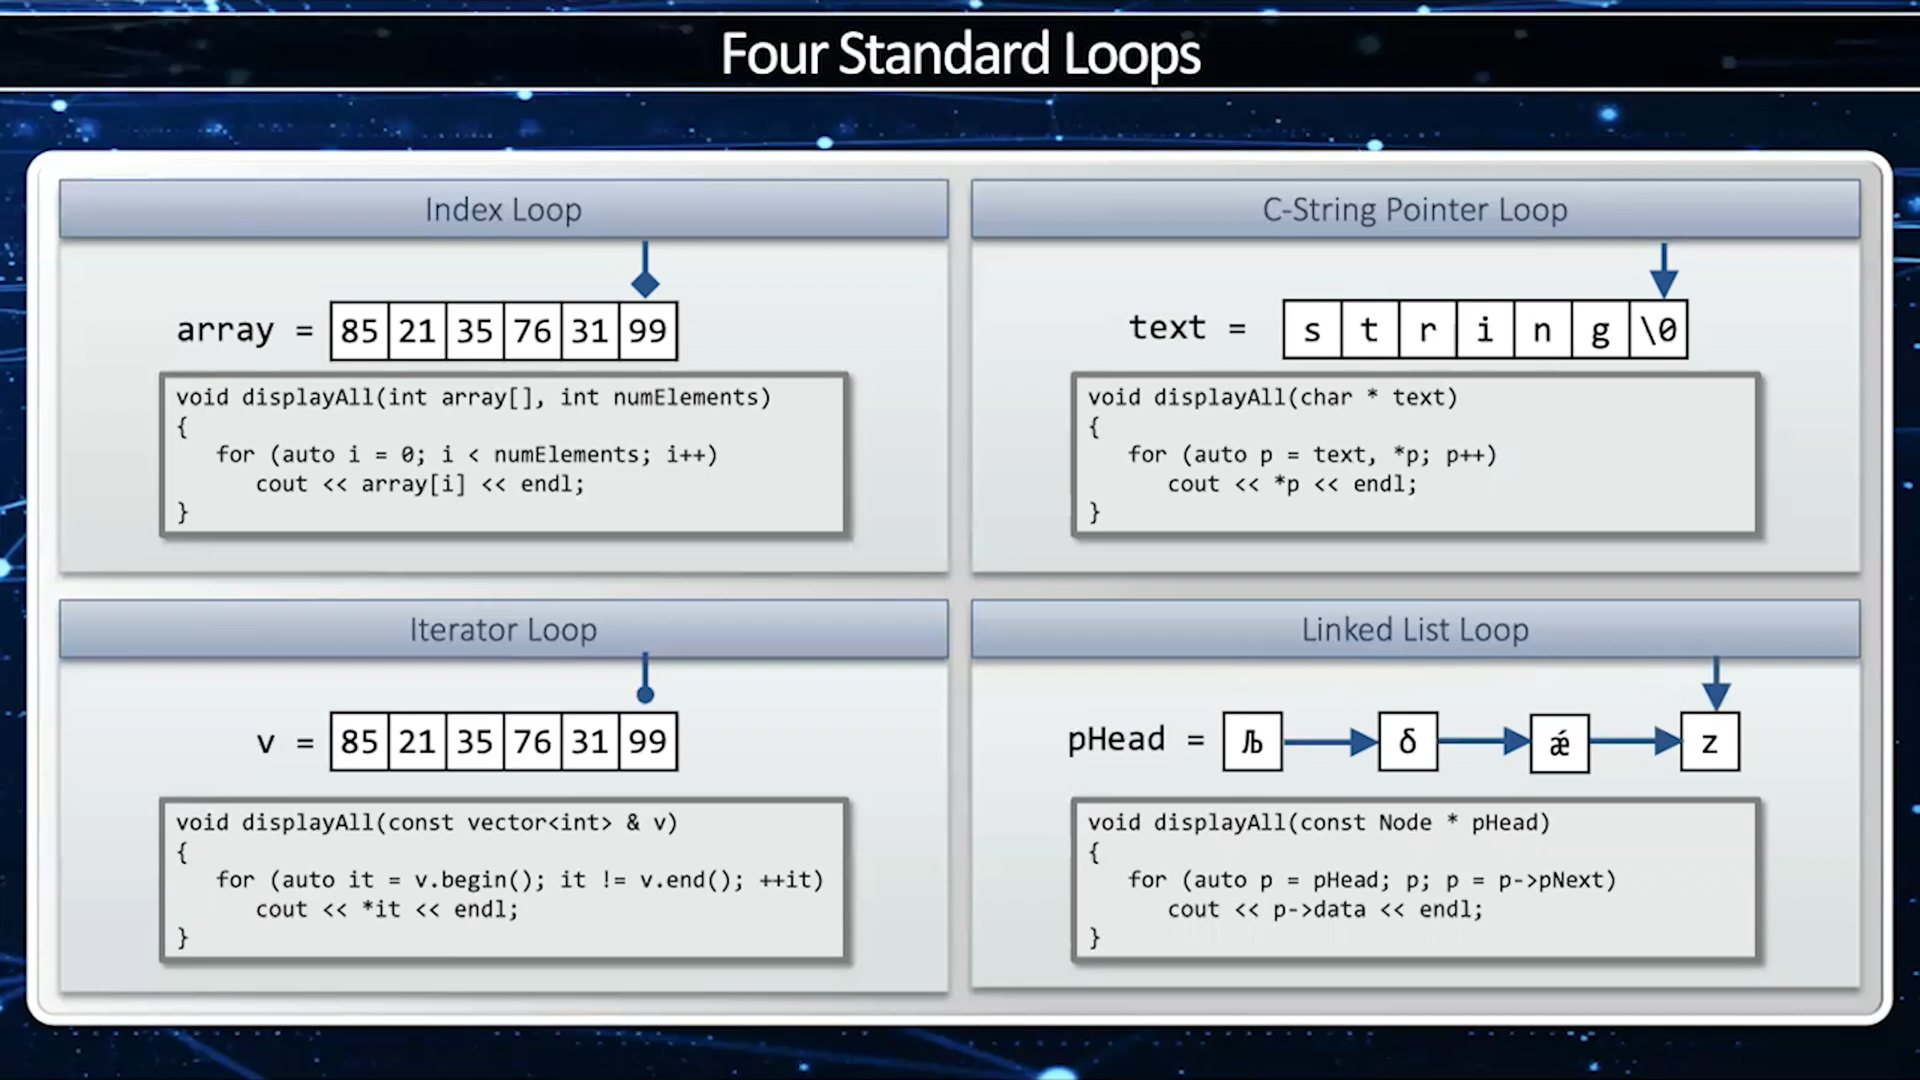 Four Standard Loops
Index Loop
array = 85 21 35 76 31 99
void displayAll(int array[], int numElements)
{
   for (auto i = 0; i < numElements; i++)
      cout << array[i] << endl;
}
C-String Pointer Loop
text = s t r i n g \0
void displayAll(char * text)
{
   for (auto p = text, *p; p++)
      cout << *p << endl;
}
Iterator Loop
v = 85 21 35 76 31 99
void displayAll(const vector<int> & v)
{
   for (auto it = v.begin(); it != v.end(); ++it)
      cout << *it << endl;
}
Linked List Loop
pHead = Љ δ ǽ z
void displayAll(const Node * pHead)
{
   for (auto p = pHead; p; p = p->pNext)
      cout << p->data << endl;
}